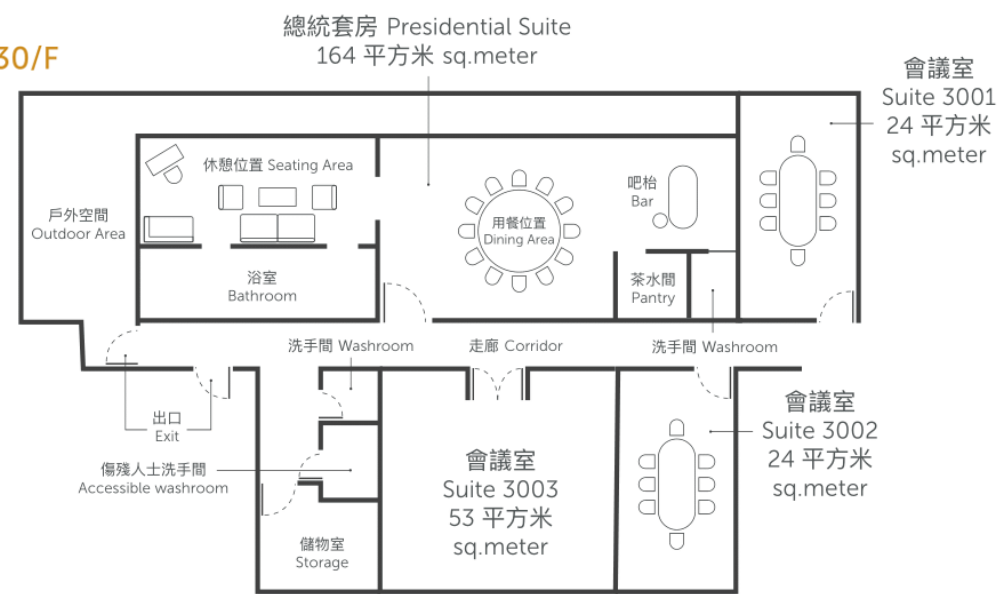 30/F
總統套房 Presidential Suite
164 平方米 sq.meter
會議室
Suite 3001
24 平方米
sq.meter
休憩位置 Seating Area
吧枱
Bar
戶外空間
Outdoor Area
用餐位置
Dining Area
浴室
Bathroom
茶水間
Pantry
洗手間 Washroom
走廊 Corridor
洗手間 Washroom
出口
Exit
會議室
Suite 3002
24 平方米
sq.meter
傷殘人士洗手間
Accessible washroom
會議室
Suite 3003
53 平方米
sq.meter
儲物室
Storage